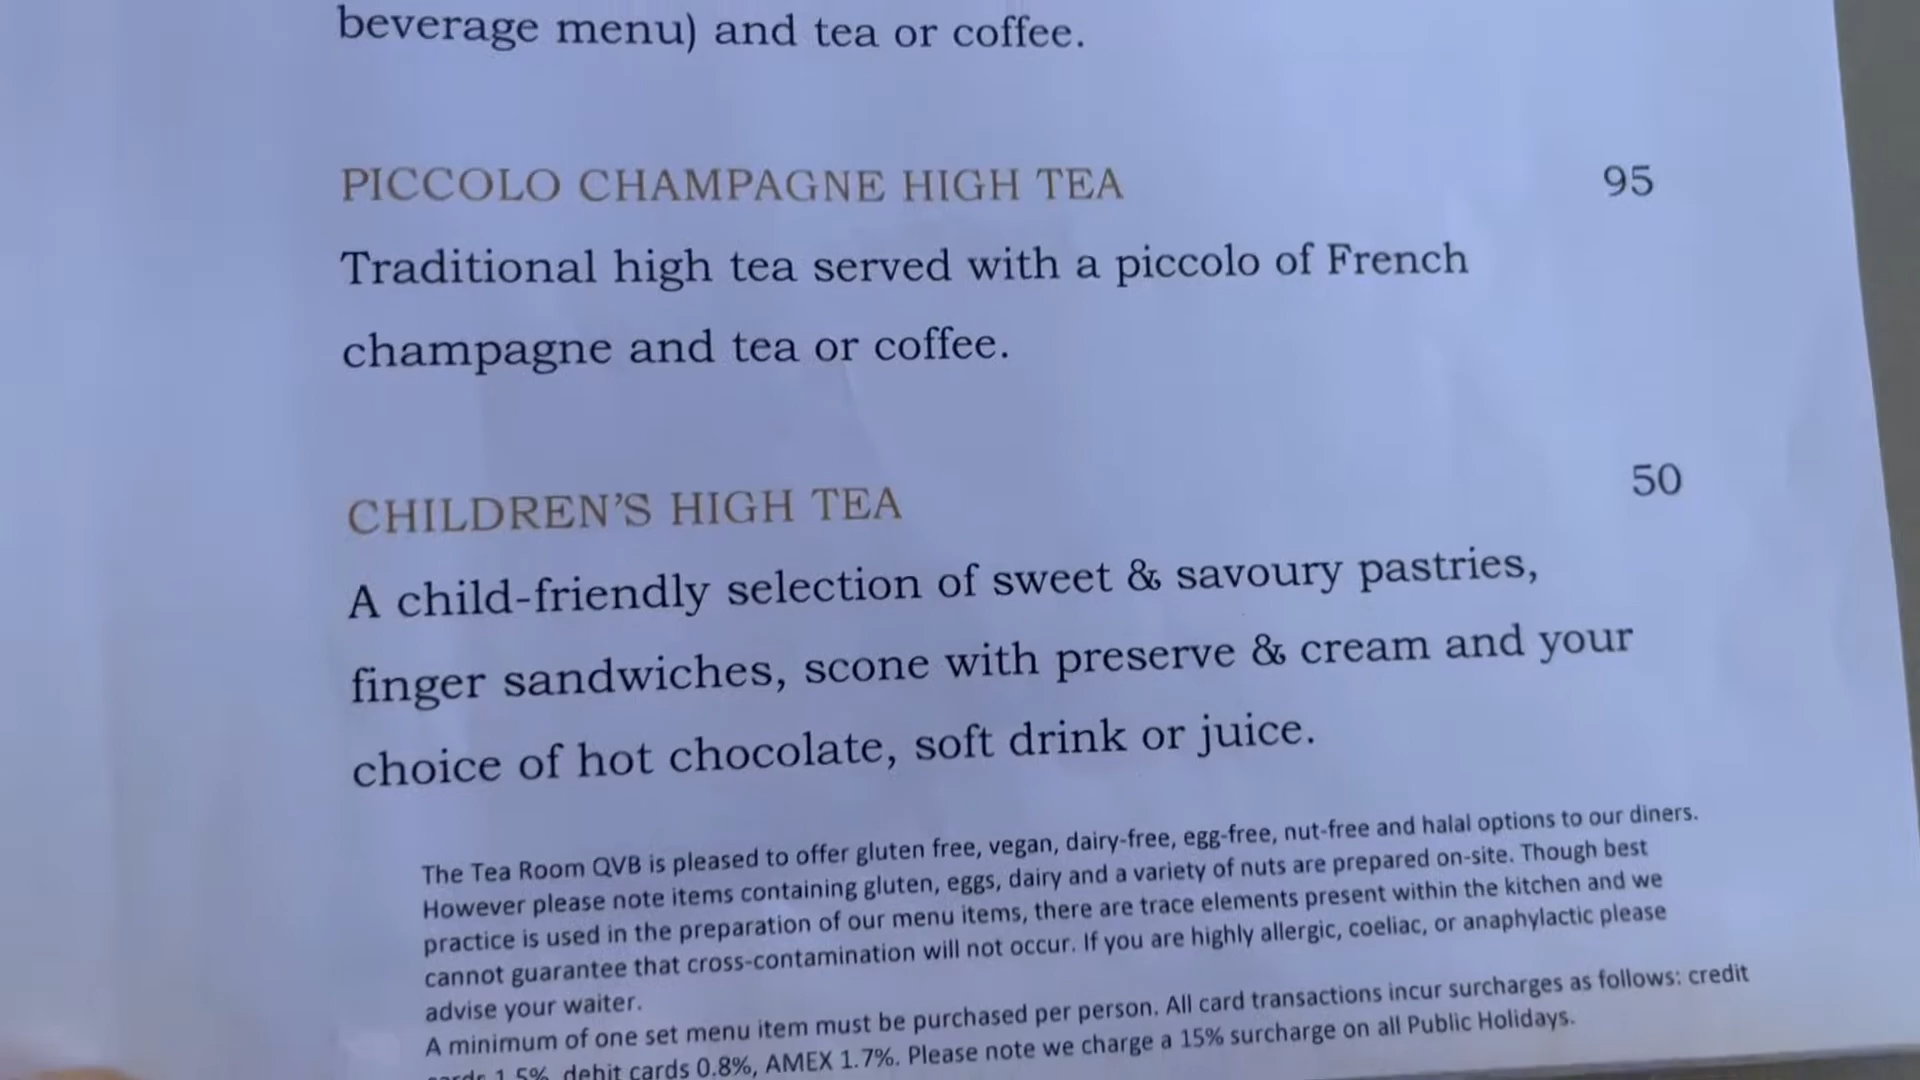 beverage menu) and tea or coffee.
PICCOLO CHAMPAGNE HIGH TEA 95
Traditional high tea served with a piccolo of French
champagne and tea or coffee.
CHILDREN'S HIGH TEA 50
A child-friendly selection of sweet & savoury pastries,
finger sandwiches, scone with preserve & cream and your
choice of hot chocolate, soft drink or juice.
The Tea Room QVB is pleased to offer gluten free, vegan, dairy-free, egg-free, nut-free and halal options to our diners.
However please note items containing gluten, eggs, dairy and a variety of nuts are prepared on-site. Though best
practice is used in the preparation of our menu items, there are trace elements present within the kitchen and we
cannot guarantee that cross-contamination will not occur. If you are highly allergic, coeliac, or anaphylactic please
advise your waiter.
A minimum of one set menu item must be purchased per person. All card transactions incur surcharges as follows: credit
cards 1.5%, debit cards 0.8%, AMEX 1.7%. Please note we charge a 15% surcharge on all Public Holidays.